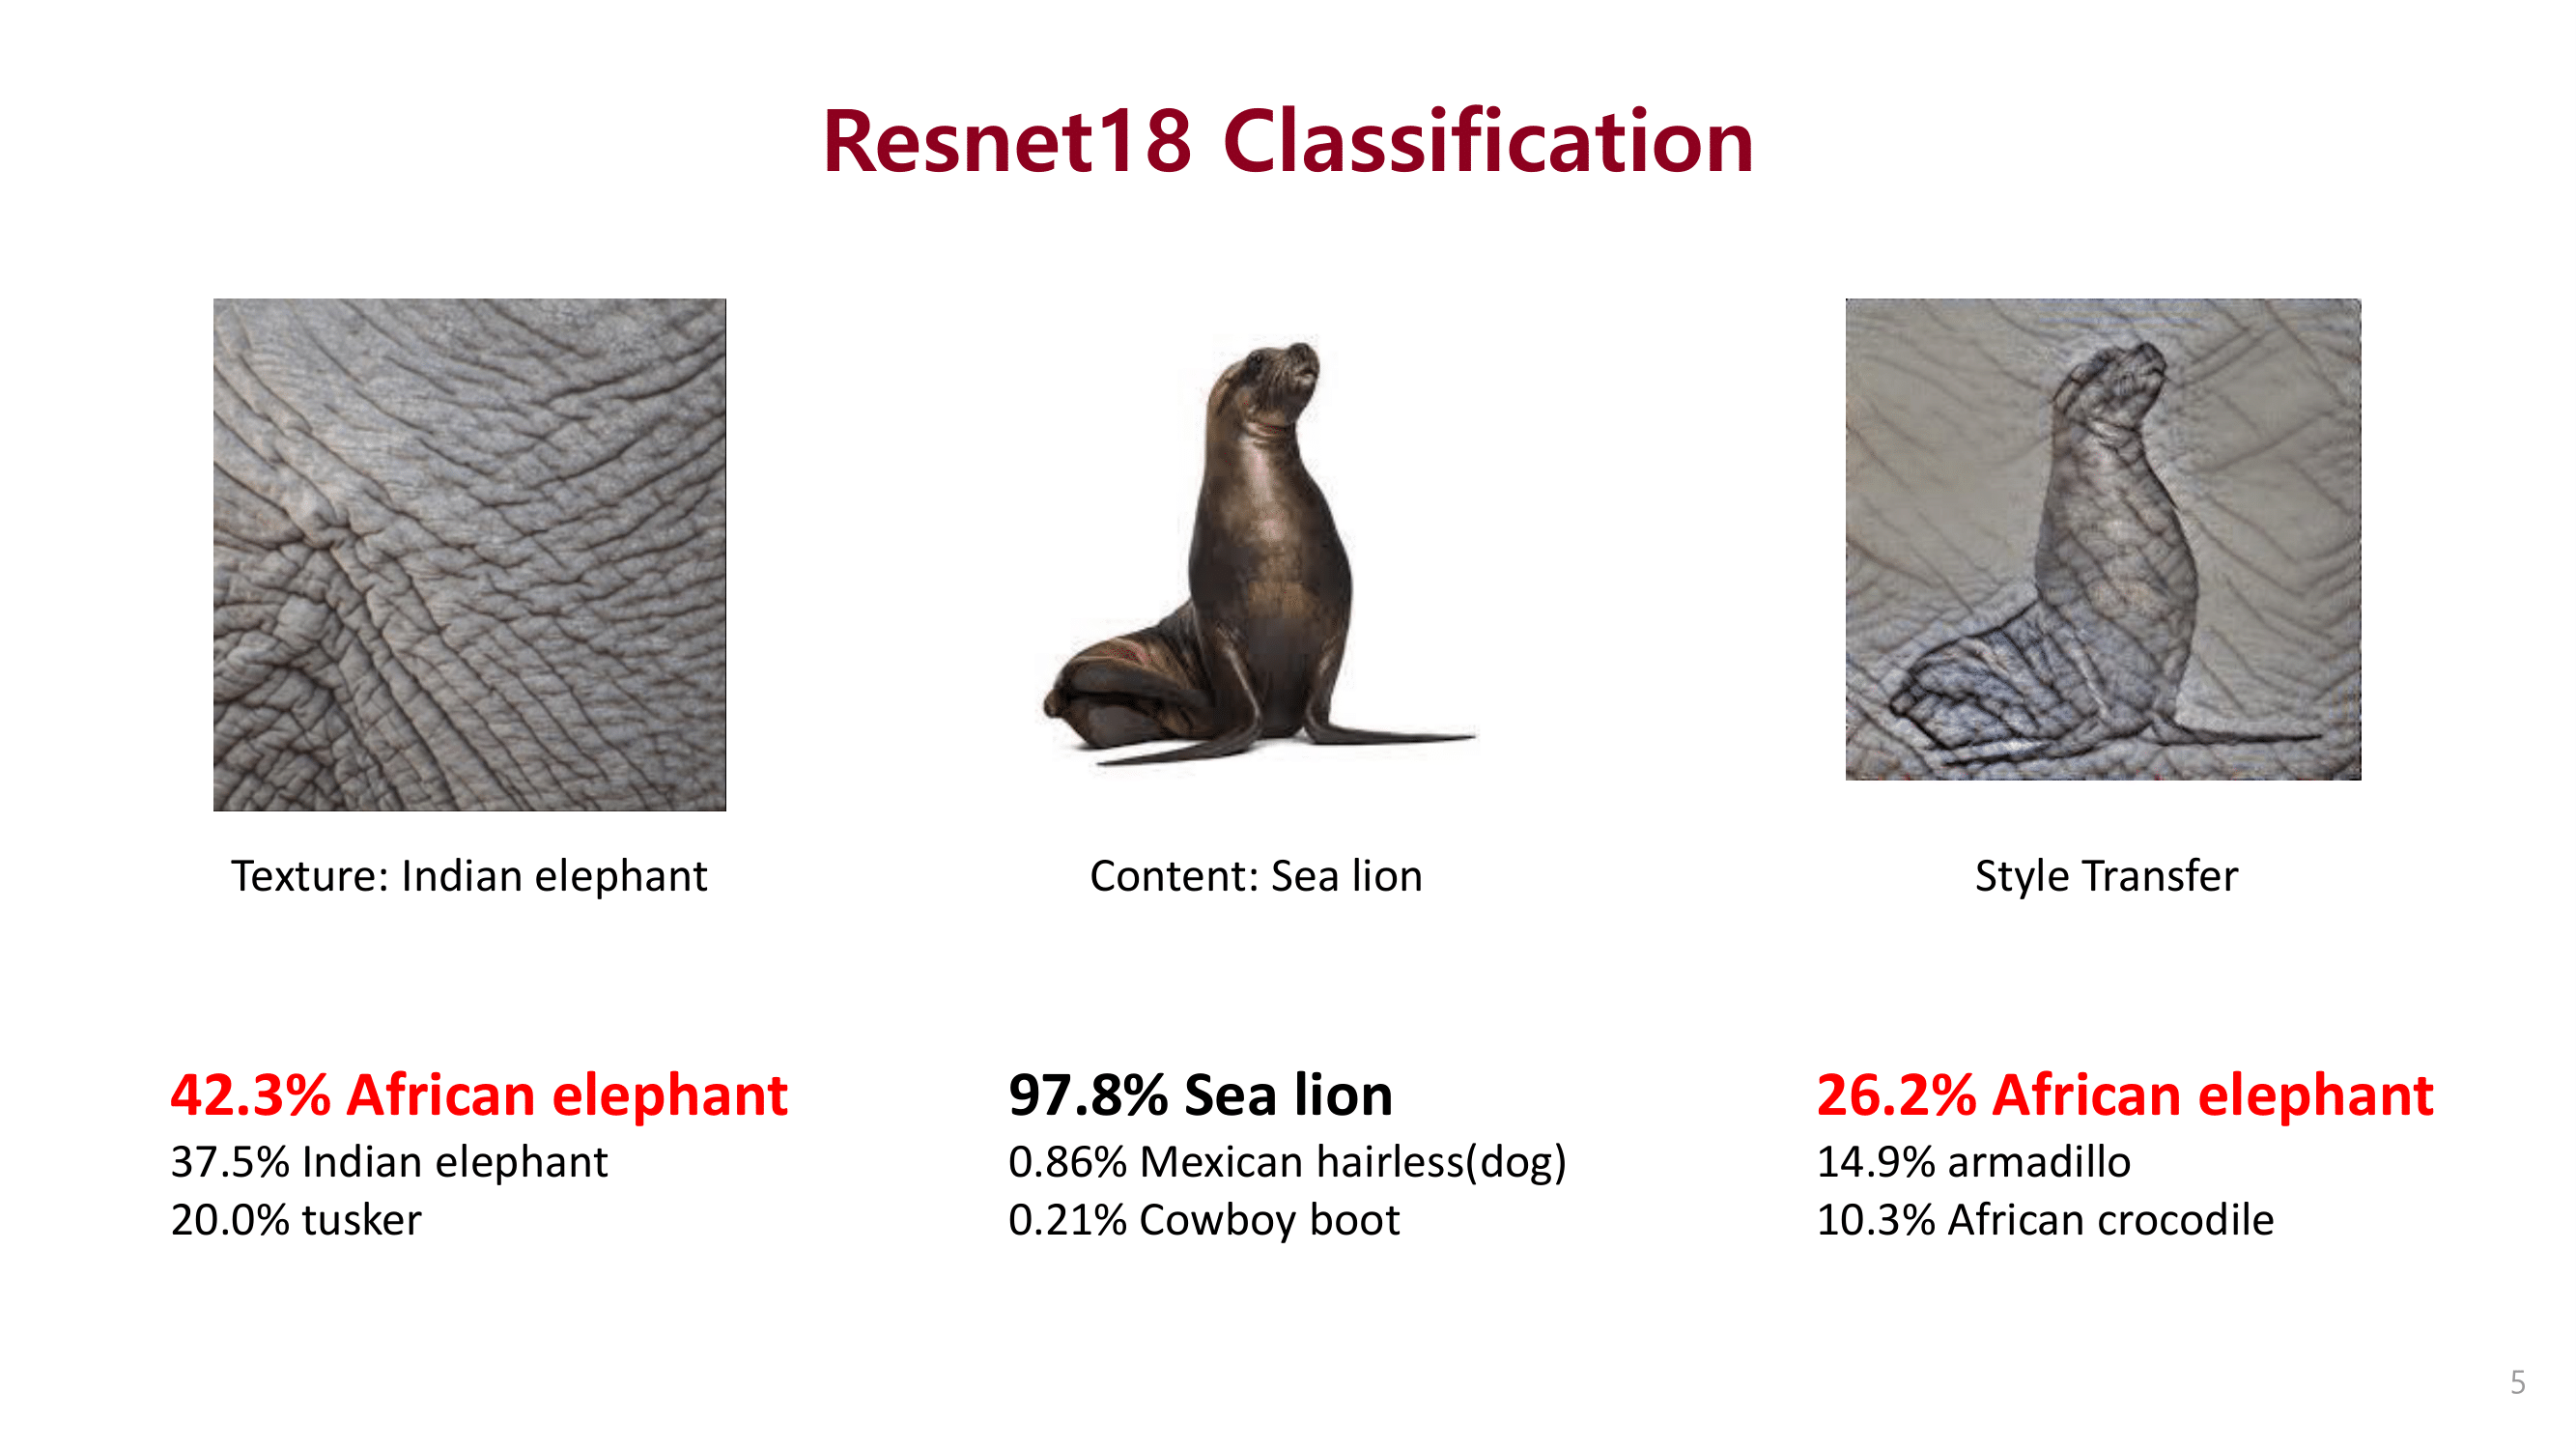 Resnet18 Classification
Texture: Indian elephant
Content: Sea lion
Style Transfer
42.3% African elephant
37.5% Indian elephant
20.0% tusker
97.8% Sea lion
0.86% Mexican hairless(dog)
0.21% Cowboy boot
26.2% African elephant
14.9% armadillo
10.3% African crocodile
5